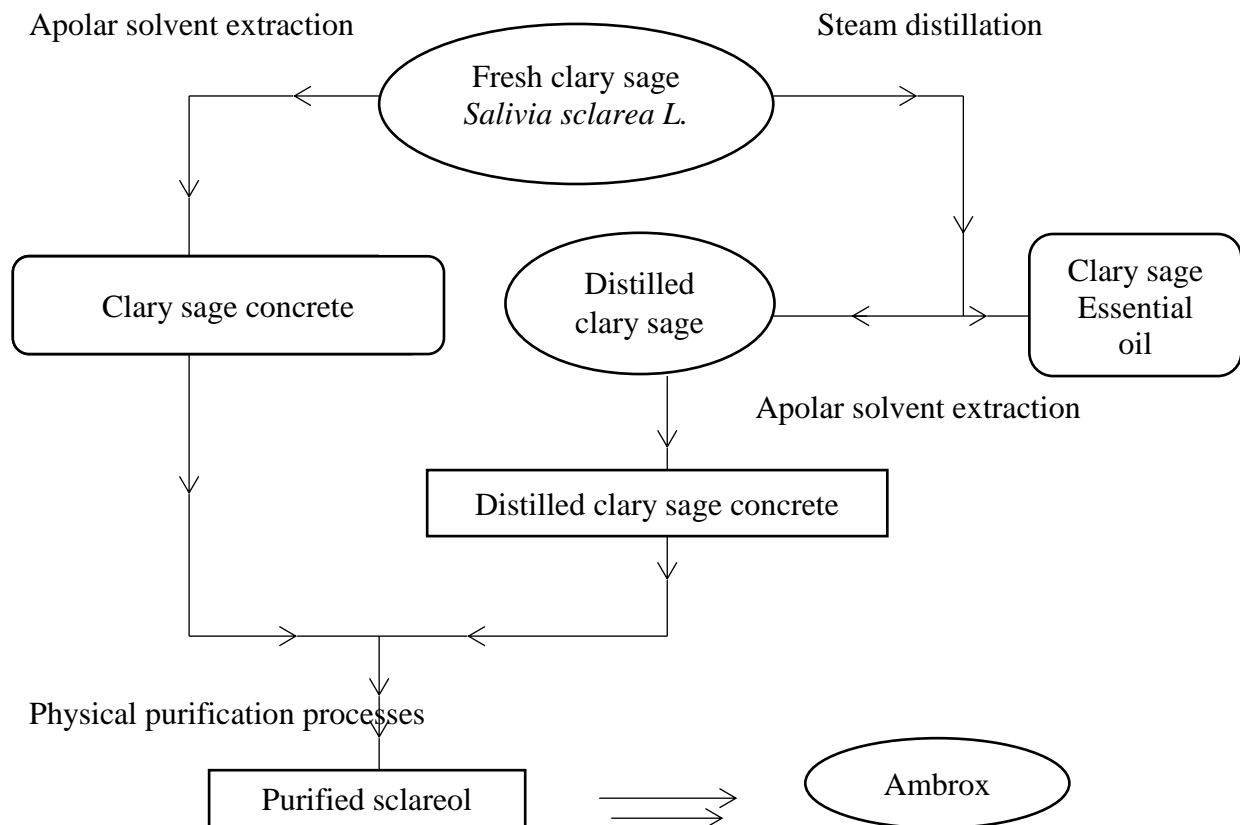 Apolar solvent extraction
Steam distillation
Fresh clary sage
Salivia sclarea L.
Clary sage concrete
Distilled
clary sage
Clary sage
Essential
oil
Apolar solvent extraction
Distilled clary sage concrete
Physical purification processes
Purified sclareol
Ambrox